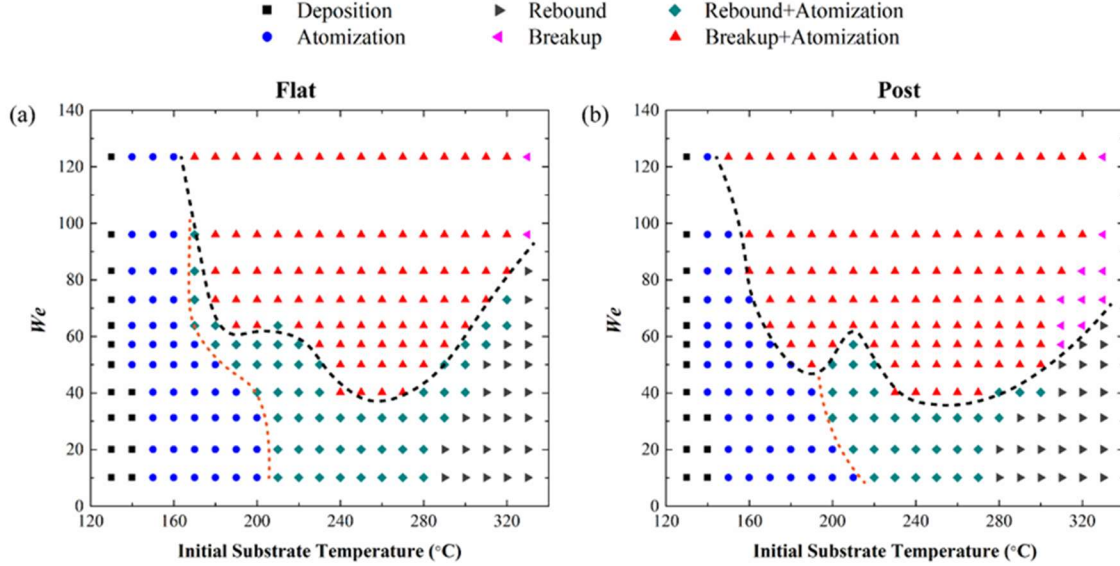 Deposition Rebound Rebound+Atomization
Atomization Breakup Breakup+Atomization
Flat Post
(a) (b)
140 140
120 120
100 100
80 80
60 60
40 40
20 20
0 0
We We
120 160 200 240 280 320 120 160 200 240 280 320
Initial Substrate Temperature (°C) Initial Substrate Temperature (°C)